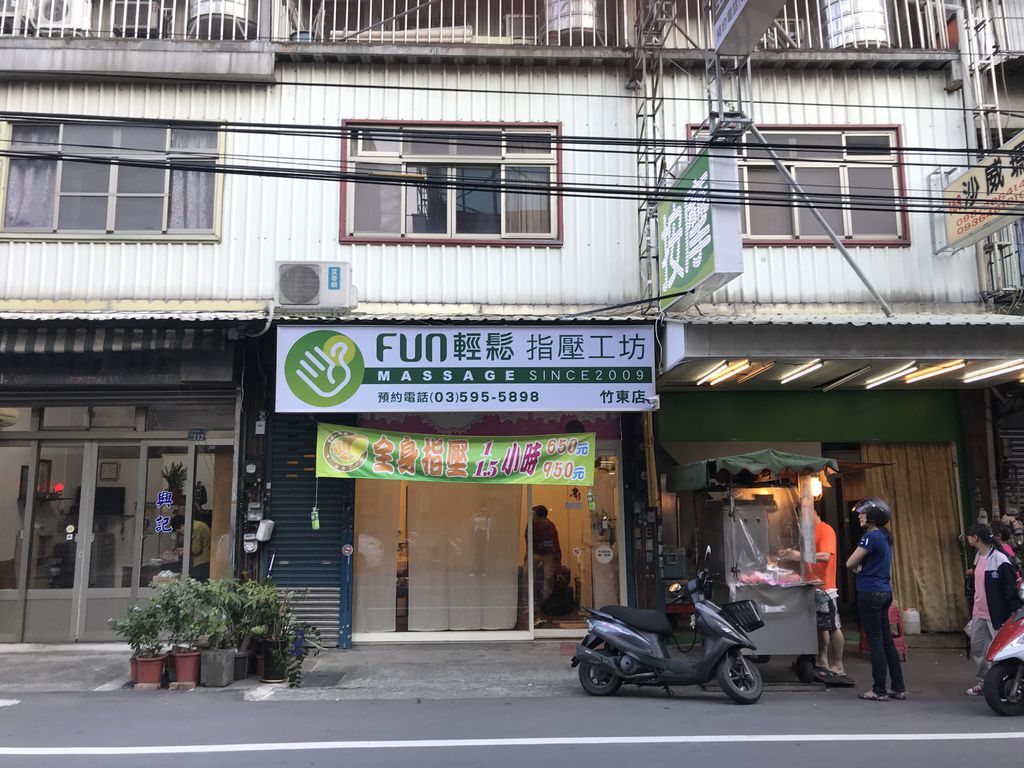 FUN輕鬆 指壓工坊
MASSAGE SINCE2009
預約電話(03)595-5898 竹東店
全身指壓 1 小時 650元
1.5 950元
按摩
沙威
興記